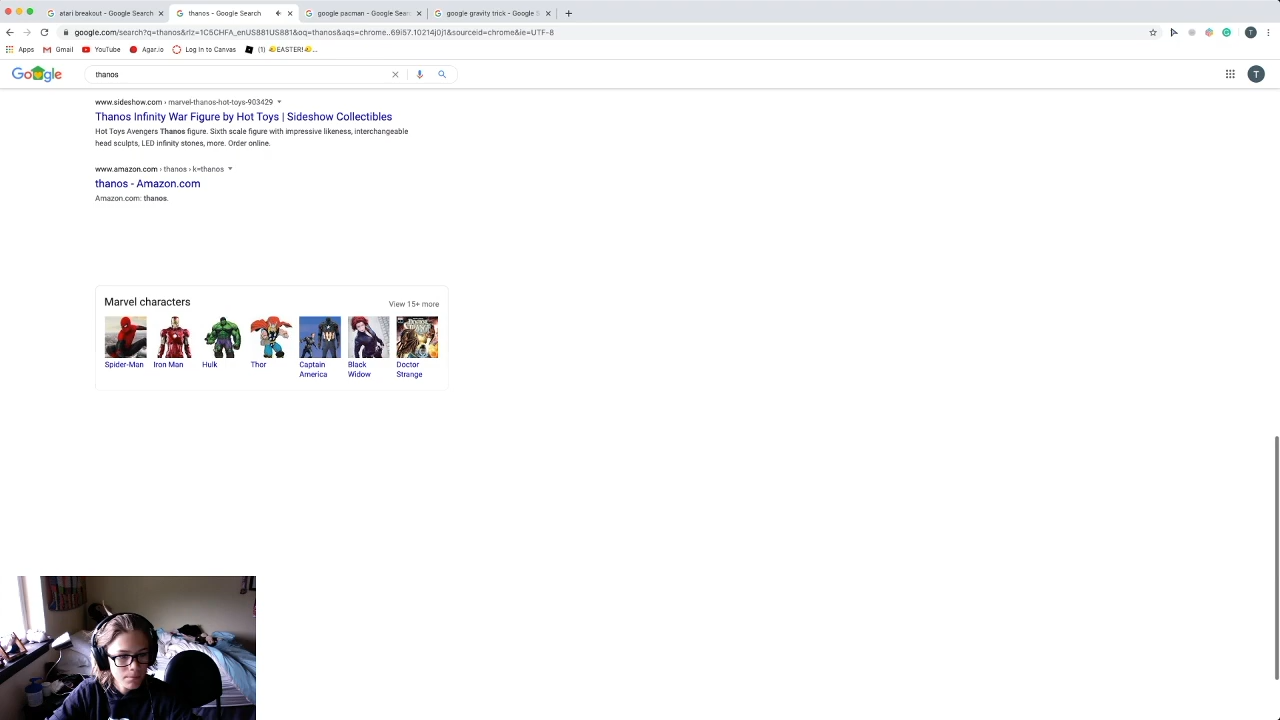 atari breakout - Google Search
thanos - Google Search
google pacman - Google Sear
google gravity trick - Google S
google.com/search?q=thanos&rlz=1C5CHFA_enUS881US881&oq=thanos&aqs=chrome..69i57.10214j0j1&sourceid=chrome&ie=UTF-8
T
Apps
Gmail
YouTube
Agar.io
Log In to Canvas
(1) 🐣EASTER!🐣...
Google
thanos
T
www.sideshow.com › marvel-thanos-hot-toys-903429
Thanos Infinity War Figure by Hot Toys | Sideshow Collectibles
Hot Toys Avengers Thanos figure. Sixth scale figure with impressive likeness, interchangeable
head sculpts, LED infinity stones, more. Order online.
www.amazon.com › thanos › k=thanos
thanos - Amazon.com
Amazon.com: thanos.
Marvel characters
View 15+ more
Spider-Man
Iron Man
Hulk
Thor
Captain
America
Black
Widow
Doctor
Strange